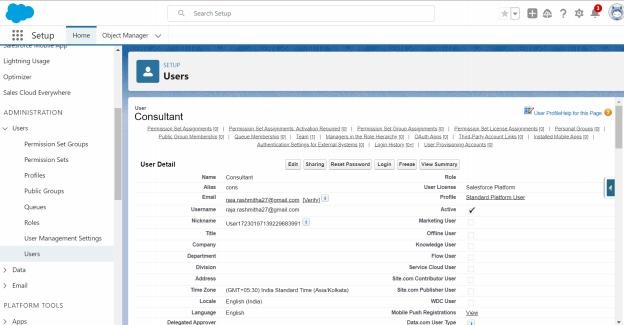 Search Setup
3
Setup
Home
Object Manager
Salesforce Mobile App
Lightning Usage
Optimizer
Sales Cloud Everywhere
ADMINISTRATION
Users
Permission Set Groups
Permission Sets
Profiles
Public Groups
Queues
Roles
User Management Settings
Users
Data
Email
PLATFORM TOOLS
Apps
SETUP
Users
User
Consultant
User Profile Help for this Page
Permission Set Assignments [0] | Permission Set Assignments: Activation Required [0] | Permission Set Group Assignments [0] | Permission Set License Assignments [0] | Personal Groups [0] |
Public Group Membership [0] | Queue Membership [0] | Team [1] | Managers in the Role Hierarchy [0] | OAuth Apps [0] | Third-Party Account Links [0] | Installed Mobile Apps [0] |
Authentication Settings for External Systems [0] | Login History [0+] | User Provisioning Accounts [0]
User Detail
Edit Sharing Reset Password Login Freeze View Summary
Name Consultant Role
Alias cons User License Salesforce Platform
Email raja.rashmitha27@gmail.com [Verify] i Profile Standard Platform User
Username raja.rashmitha27@gmail.com Active
Nickname User17230197139229683991 i Marketing User
Title Offline User
Company Knowledge User
Department Flow User
Division Service Cloud User
Address Site.com Contributor User
Time Zone (GMT+05:30) India Standard Time (Asia/Kolkata) Site.com Publisher User
Locale English (India) WDC User
Language English Mobile Push Registrations View
Delegated Approver Data.com User Type i